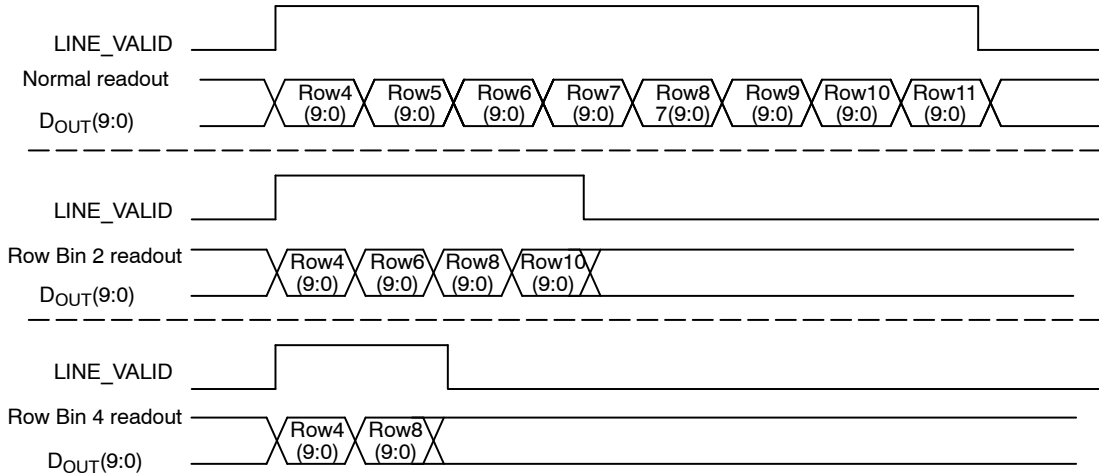 LINE_VALID
Normal readout
Row4 Row5 Row6 Row7 Row8 Row9 Row10 Row11
DOUT(9:0)
(9:0) (9:0) (9:0) (9:0) 7(9:0) (9:0) (9:0) (9:0)
LINE_VALID
Row Bin 2 readout
Row4 Row6 Row8 Row10
(9:0) (9:0) (9:0) (9:0)
DOUT(9:0)
LINE_VALID
Row Bin 4 readout
Row4 Row8
(9:0) (9:0)
DOUT(9:0)